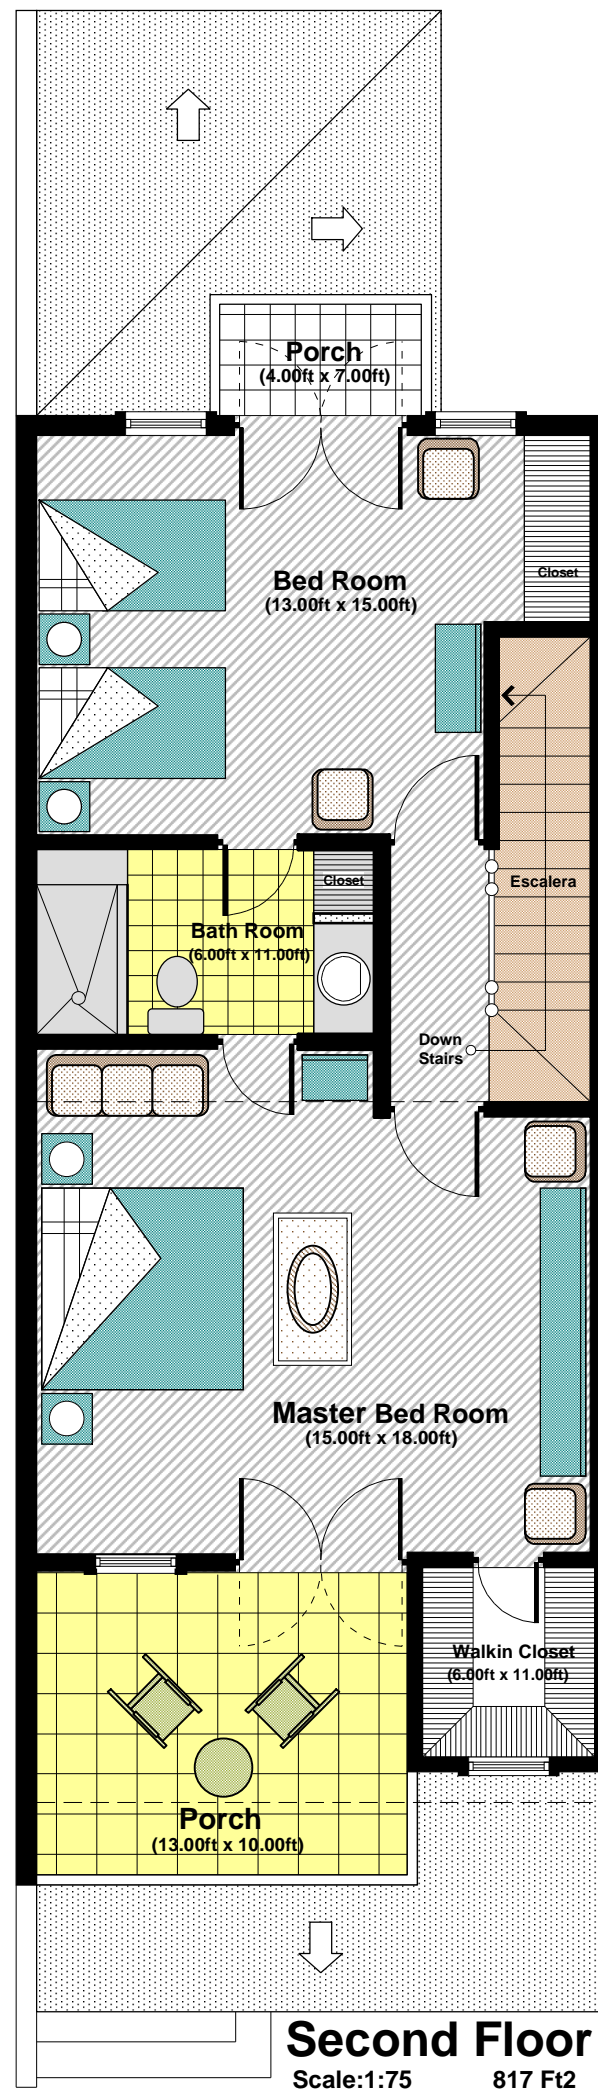 Porch
(4.00ft x 7.00ft)
Bed Room
(13.00ft x 15.00ft)
Closet
Escalera
Closet
Bath Room
(6.00ft x 11.00ft)
Down
Stairs
Master Bed Room
(15.00ft x 18.00ft)
Walkin Closet
(6.00ft x 11.00ft)
Porch
(13.00ft x 10.00ft)
Second Floor
Scale:1:75 817 Ft2